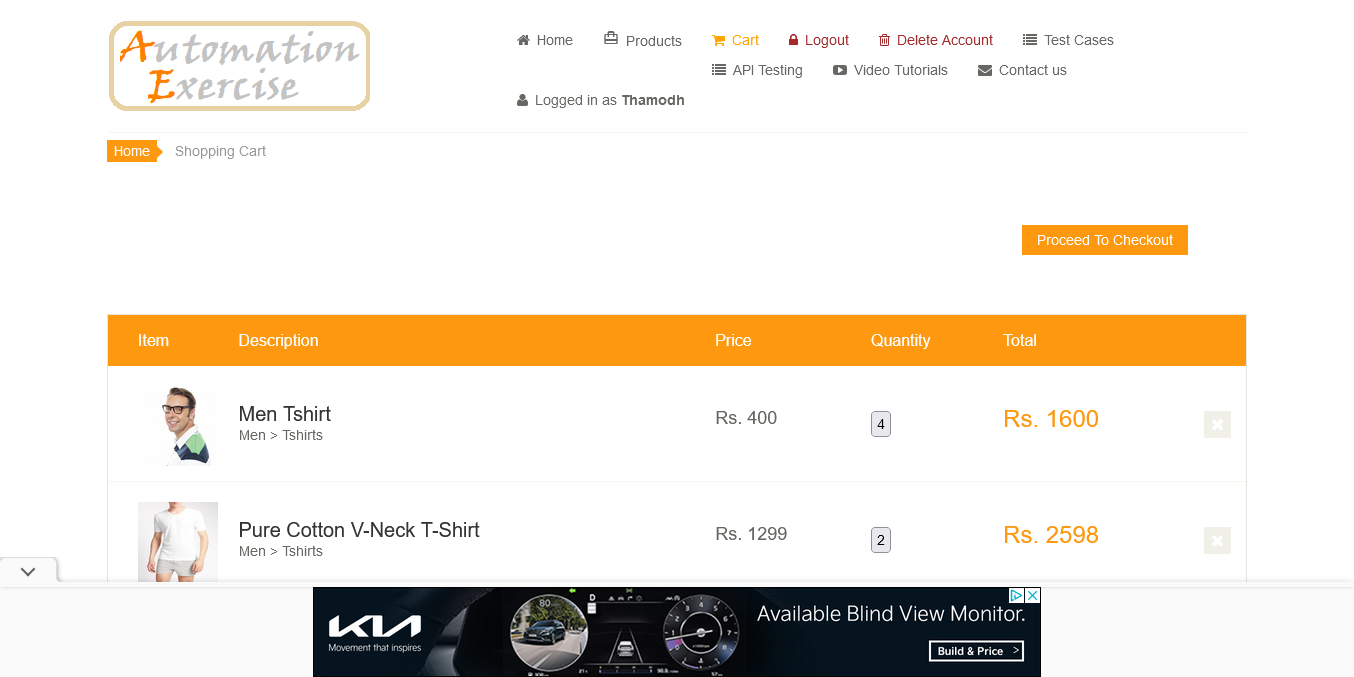 Automation
Exercise
Home
Products
Cart
Logout
Delete Account
Test Cases
API Testing
Video Tutorials
Contact us
Logged in as Thamodh
Home
Shopping Cart
Proceed To Checkout
Item Description Price Quantity Total
Men Tshirt
Men > Tshirts
Rs. 400
4
Rs. 1600
Pure Cotton V-Neck T-Shirt
Men > Tshirts
Rs. 1299
2
Rs. 2598
KIA
Movement that inspires
80
D
Available Blind View Monitor.
Build & Price >